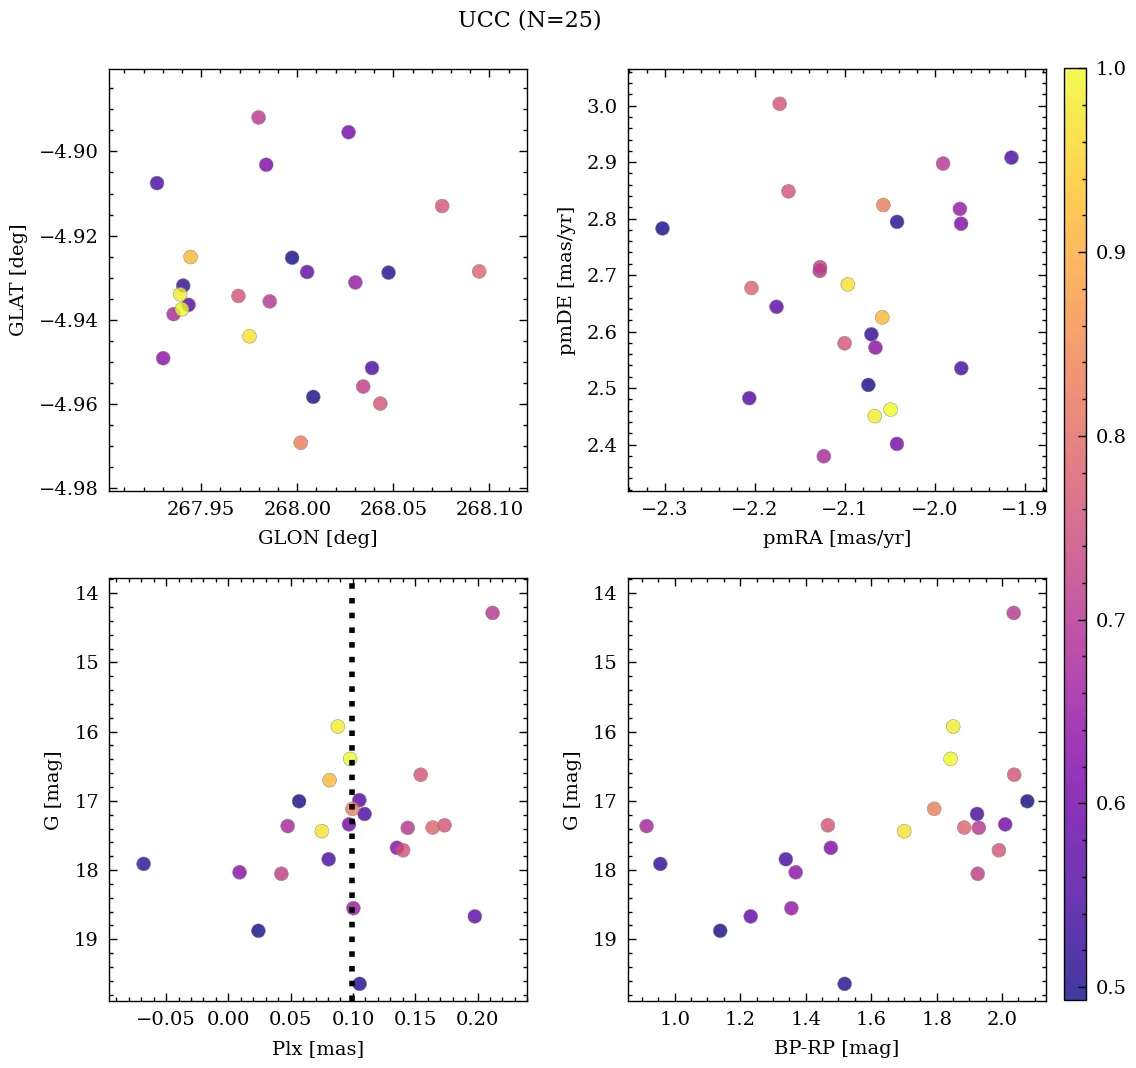 UCC (N=25)
−4.90
−4.92
−4.94
−4.96
−4.98
GLAT [deg]
267.95 268.00 268.05 268.10
GLON [deg]
3.0
2.9
2.8
2.7
2.6
2.5
2.4
pmDE [mas/yr]
−2.3 −2.2 −2.1 −2.0 −1.9
pmRA [mas/yr]
14
15
16
17
18
19
G [mag]
−0.05 0.00 0.05 0.10 0.15 0.20
Plx [mas]
14
15
16
17
18
19
G [mag]
1.0 1.2 1.4 1.6 1.8 2.0
BP-RP [mag]
1.0
0.9
0.8
0.7
0.6
0.5